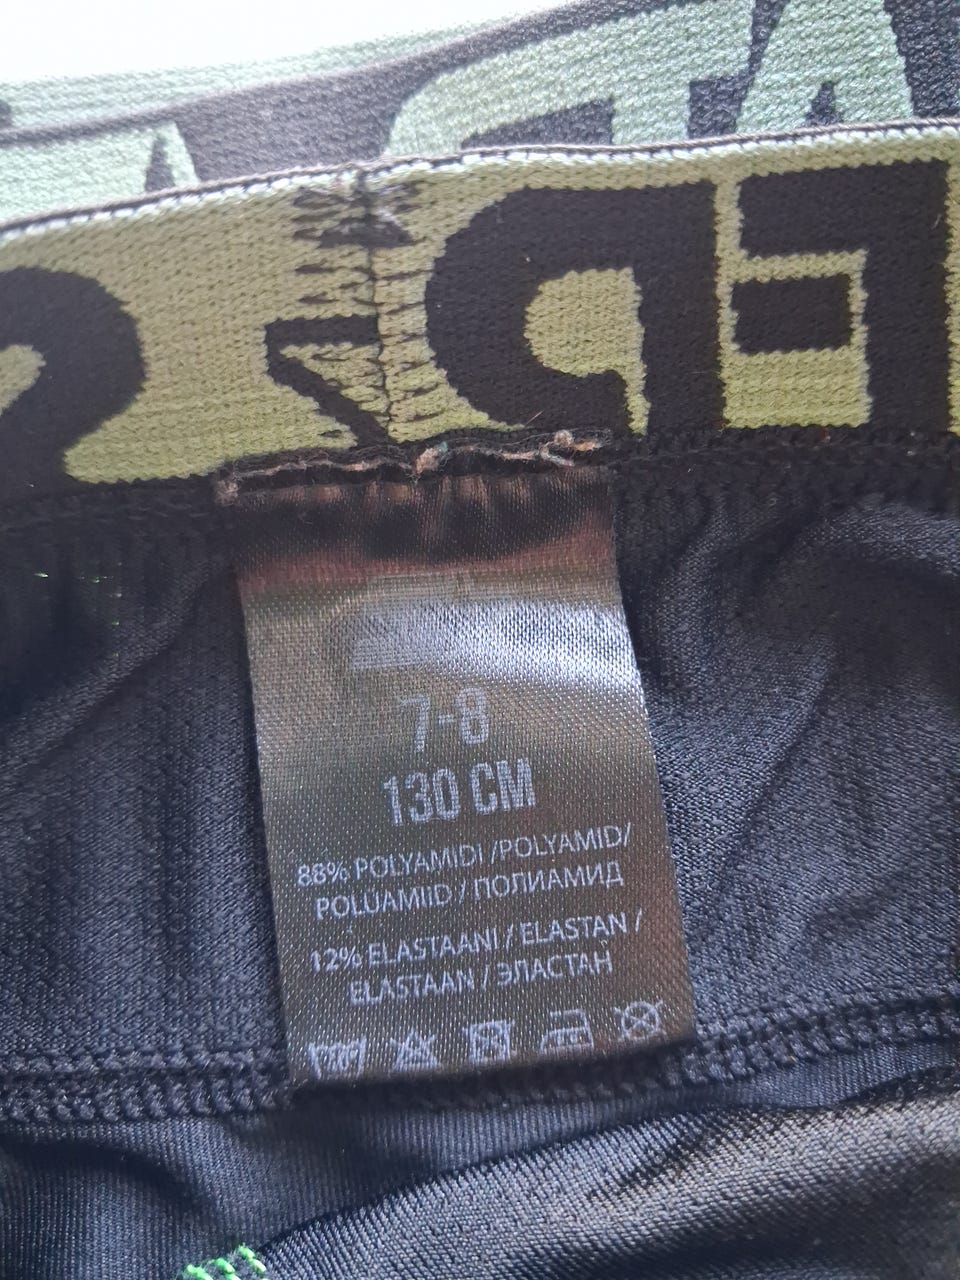 7-8
130 CM
88% POLYAMIDI / POLYAMID/
POLUAMIID / ПОЛИАМИД
12% ELASTAANI / ELASTAN /
ELASTAAN / ЭЛАСТАН